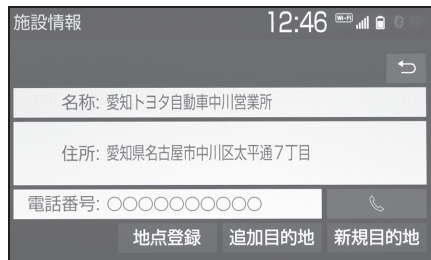 施設情報
12:46 Wi-Fi
名称: 愛知トヨタ自動車中川営業所
住所: 愛知県名古屋市中川区太平通7丁目
電話番号: ○○○○○○○○○○
地点登録 追加目的地 新規目的地